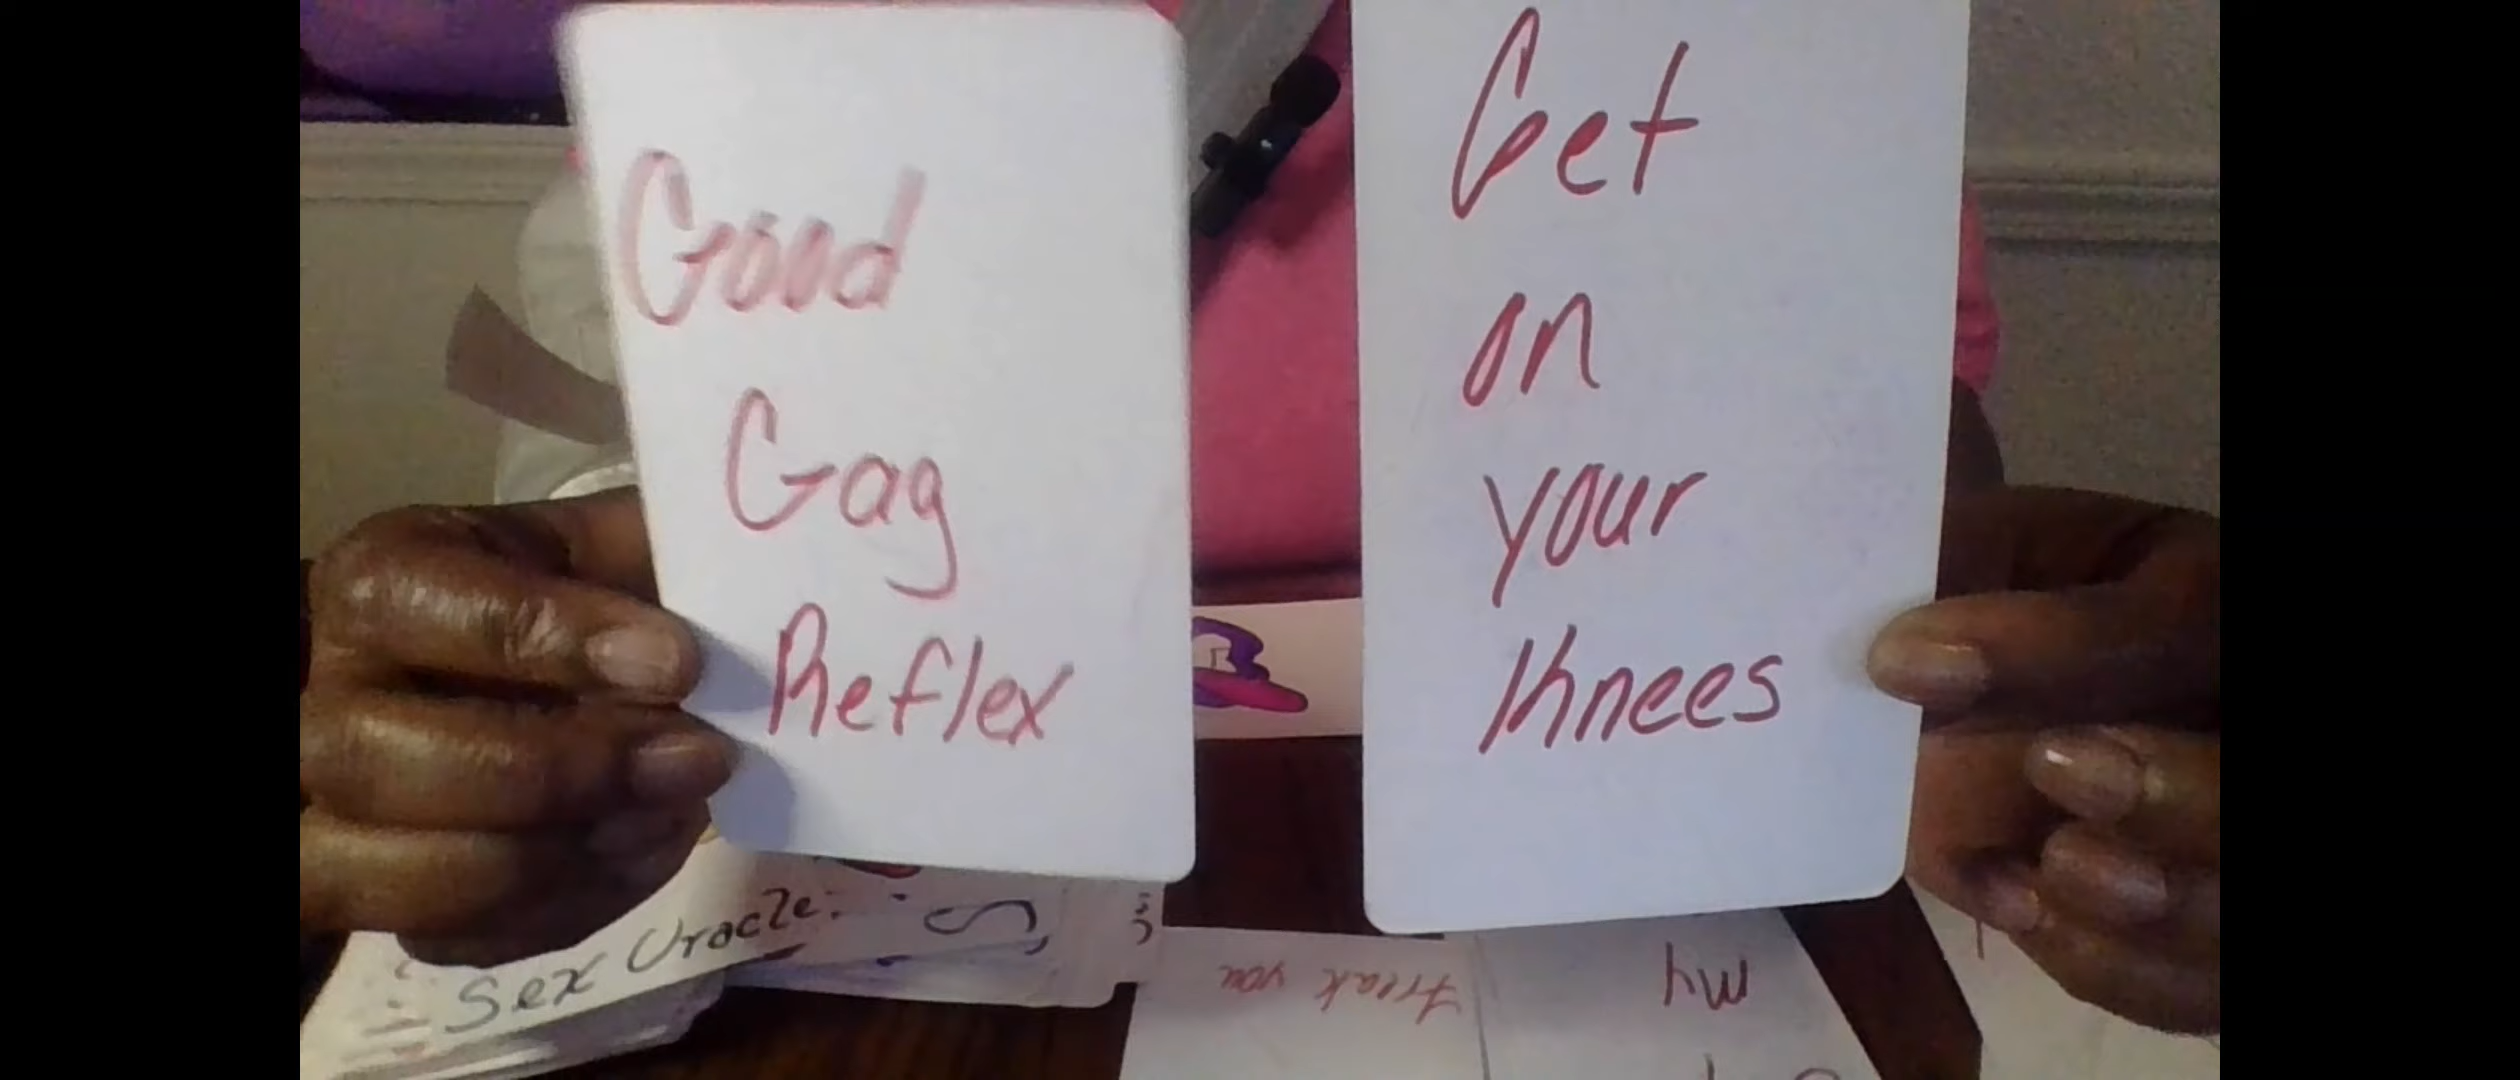 Good
Gag
Reflex
Get
on
your
Knees
Sex Oracle:
Freak you
my